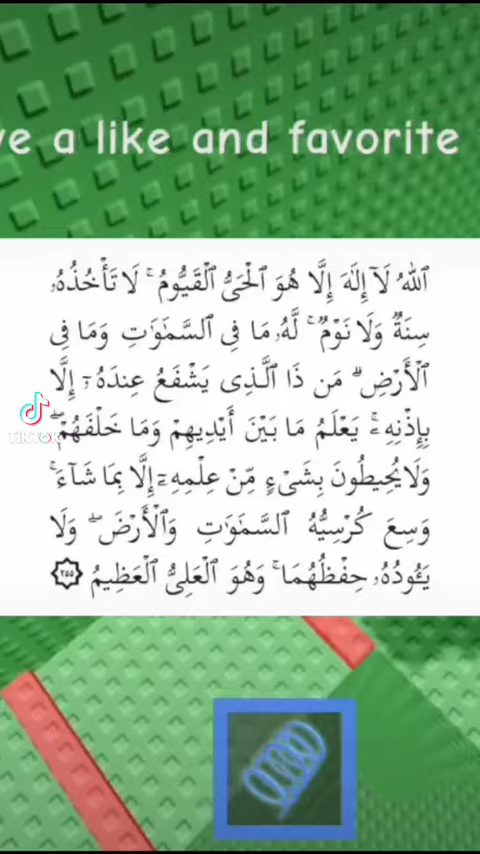 ve a like and favorite
ٱللَّهُ لَآ إِلَٰهَ إِلَّا هُوَ ٱلْحَىُّ ٱلْقَيُّومُ ۚ لَا تَأْخُذُهُۥ
سِنَةٌ وَلَا نَوْمٌ ۚ لَّهُۥ مَا فِى ٱلسَّمَٰوَٰتِ وَمَا فِى
ٱلْأَرْضِ ۗ مَن ذَا ٱلَّذِى يَشْفَعُ عِندَهُۥٓ إِلَّا
بِإِذْنِهِۦ ۚ يَعْلَمُ مَا بَيْنَ أَيْدِيهِمْ وَمَا خَلْفَهُمْ ۖ
وَلَا يُحِيطُونَ بِشَىْءٍ مِّنْ عِلْمِهِۦٓ إِلَّا بِمَا شَآءَ ۚ
وَسِعَ كُرْسِيُّهُ ٱلسَّمَٰوَٰتِ وَٱلْأَرْضَ ۖ وَلَا
يَـُٔودُهُۥ حِفْظُهُمَا ۚ وَهُوَ ٱلْعَلِىُّ ٱلْعَظِيمُ ٢٥٥
TikTok